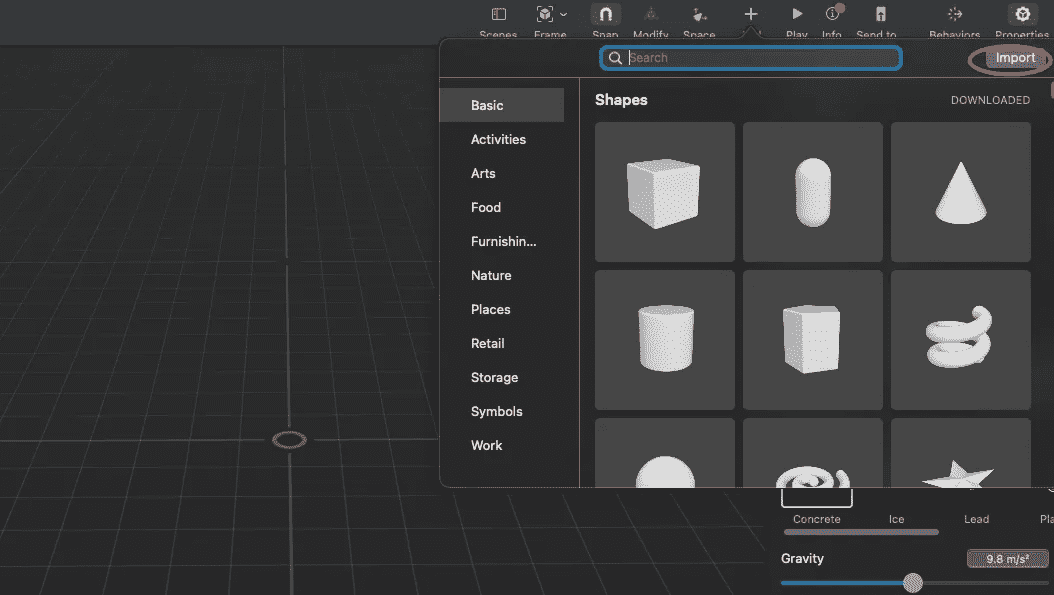 Scenes Frame Snap Modify Space Play Info Send to Behaviors Properties
Search
Import
Basic
Activities
Arts
Food
Furnishin...
Nature
Places
Retail
Storage
Symbols
Work
Shapes
DOWNLOADED
Concrete Ice Lead
Gravity
9.8 m/s²